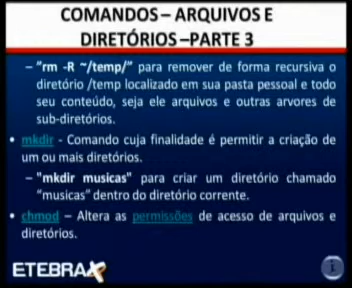 COMANDOS – ARQUIVOS E
DIRETÓRIOS –PARTE 3
– "rm -R ~/temp/" para remover de forma recursiva o
diretório /temp localizado em sua pasta pessoal e todo
seu conteúdo, seja ele arquivos e outras arvores de
sub-diretórios.
• mkdir - Comando cuja finalidade é permitir a criação de
um ou mais diretórios.
– "mkdir musicas" para criar um diretório chamado
"musicas" dentro do diretório corrente.
• chmod – Altera as permissões de acesso de arquivos e
diretórios.
ETEBRAX